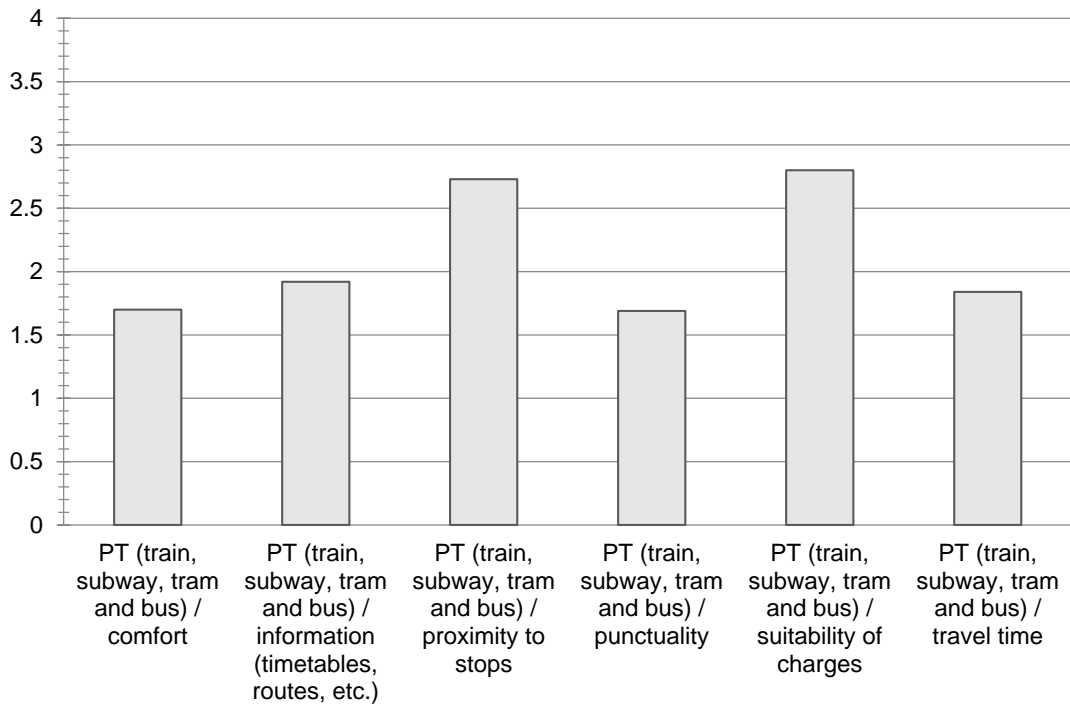 4
3.5
3
2.5
2
1.5
1
0.5
0
PT (train,
subway, tram
and bus) /
comfort
PT (train,
subway, tram
and bus) /
information
(timetables,
routes, etc.)
PT (train,
subway, tram
and bus) /
proximity to
stops
PT (train,
subway, tram
and bus) /
punctuality
PT (train,
subway, tram
and bus) /
suitability of
charges
PT (train,
subway, tram
and bus) /
travel time